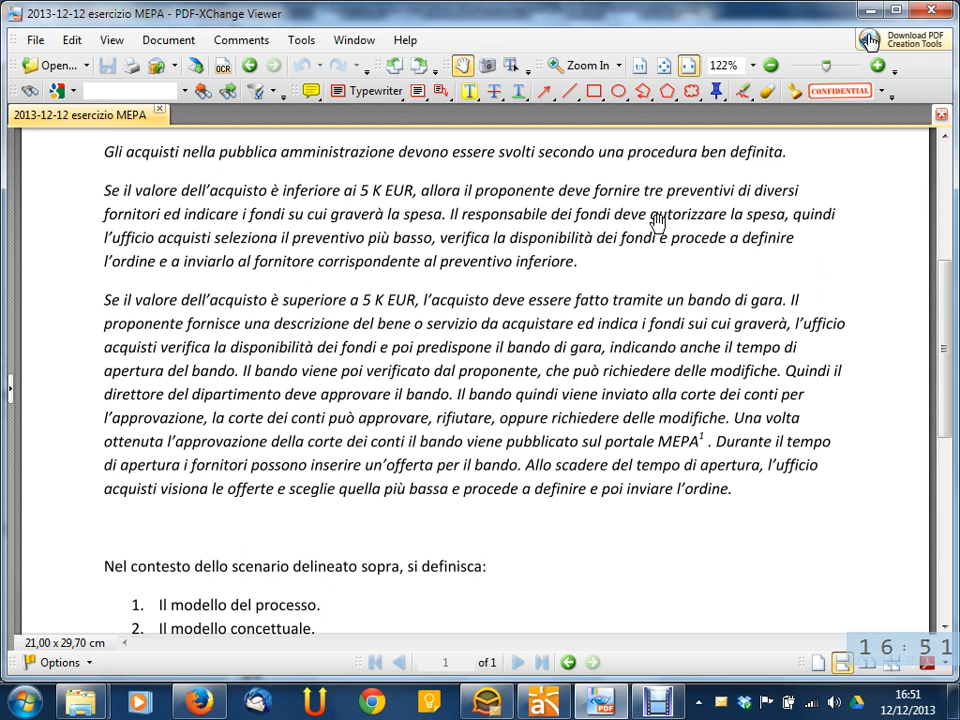 2013-12-12 esercizio MEPA - PDF-XChange Viewer
File Edit View Document Comments Tools Window Help
Download PDF
Creation Tools
Open... OCR Zoom In 122%
Typewriter CONFIDENTIAL
2013-12-12 esercizio MEPA
Gli acquisti nella pubblica amministrazione devono essere svolti secondo una procedura ben definita.
Se il valore dell'acquisto è inferiore ai 5 K EUR, allora il proponente deve fornire tre preventivi di diversi
fornitori ed indicare i fondi su cui graverà la spesa. Il responsabile dei fondi deve autorizzare la spesa, quindi
l'ufficio acquisti seleziona il preventivo più basso, verifica la disponibilità dei fondi e procede a definire
l'ordine e a inviarlo al fornitore corrispondente al preventivo inferiore.
Se il valore dell'acquisto è superiore a 5 K EUR, l'acquisto deve essere fatto tramite un bando di gara. Il
proponente fornisce una descrizione del bene o servizio da acquistare ed indica i fondi sui cui graverà, l'ufficio
acquisti verifica la disponibilità dei fondi e poi predispone il bando di gara, indicando anche il tempo di
apertura del bando. Il bando viene poi verificato dal proponente, che può richiedere delle modifiche. Quindi il
direttore del dipartimento deve approvare il bando. Il bando quindi viene inviato alla corte dei conti per
l'approvazione, la corte dei conti può approvare, rifiutare, oppure richiedere delle modifiche. Una volta
ottenuta l'approvazione della corte dei conti il bando viene pubblicato sul portale MEPA¹ . Durante il tempo
di apertura i fornitori possono inserire un'offerta per il bando. Allo scadere del tempo di apertura, l'ufficio
acquisti visiona le offerte e sceglie quella più bassa e procede a definire e poi inviare l'ordine.
Nel contesto dello scenario delineato sopra, si definisca:
1. Il modello del processo.
2. Il modello concettuale.
21,00 x 29,70 cm
16:51
Options 1 of 1
PDF
16:51
12/12/2013